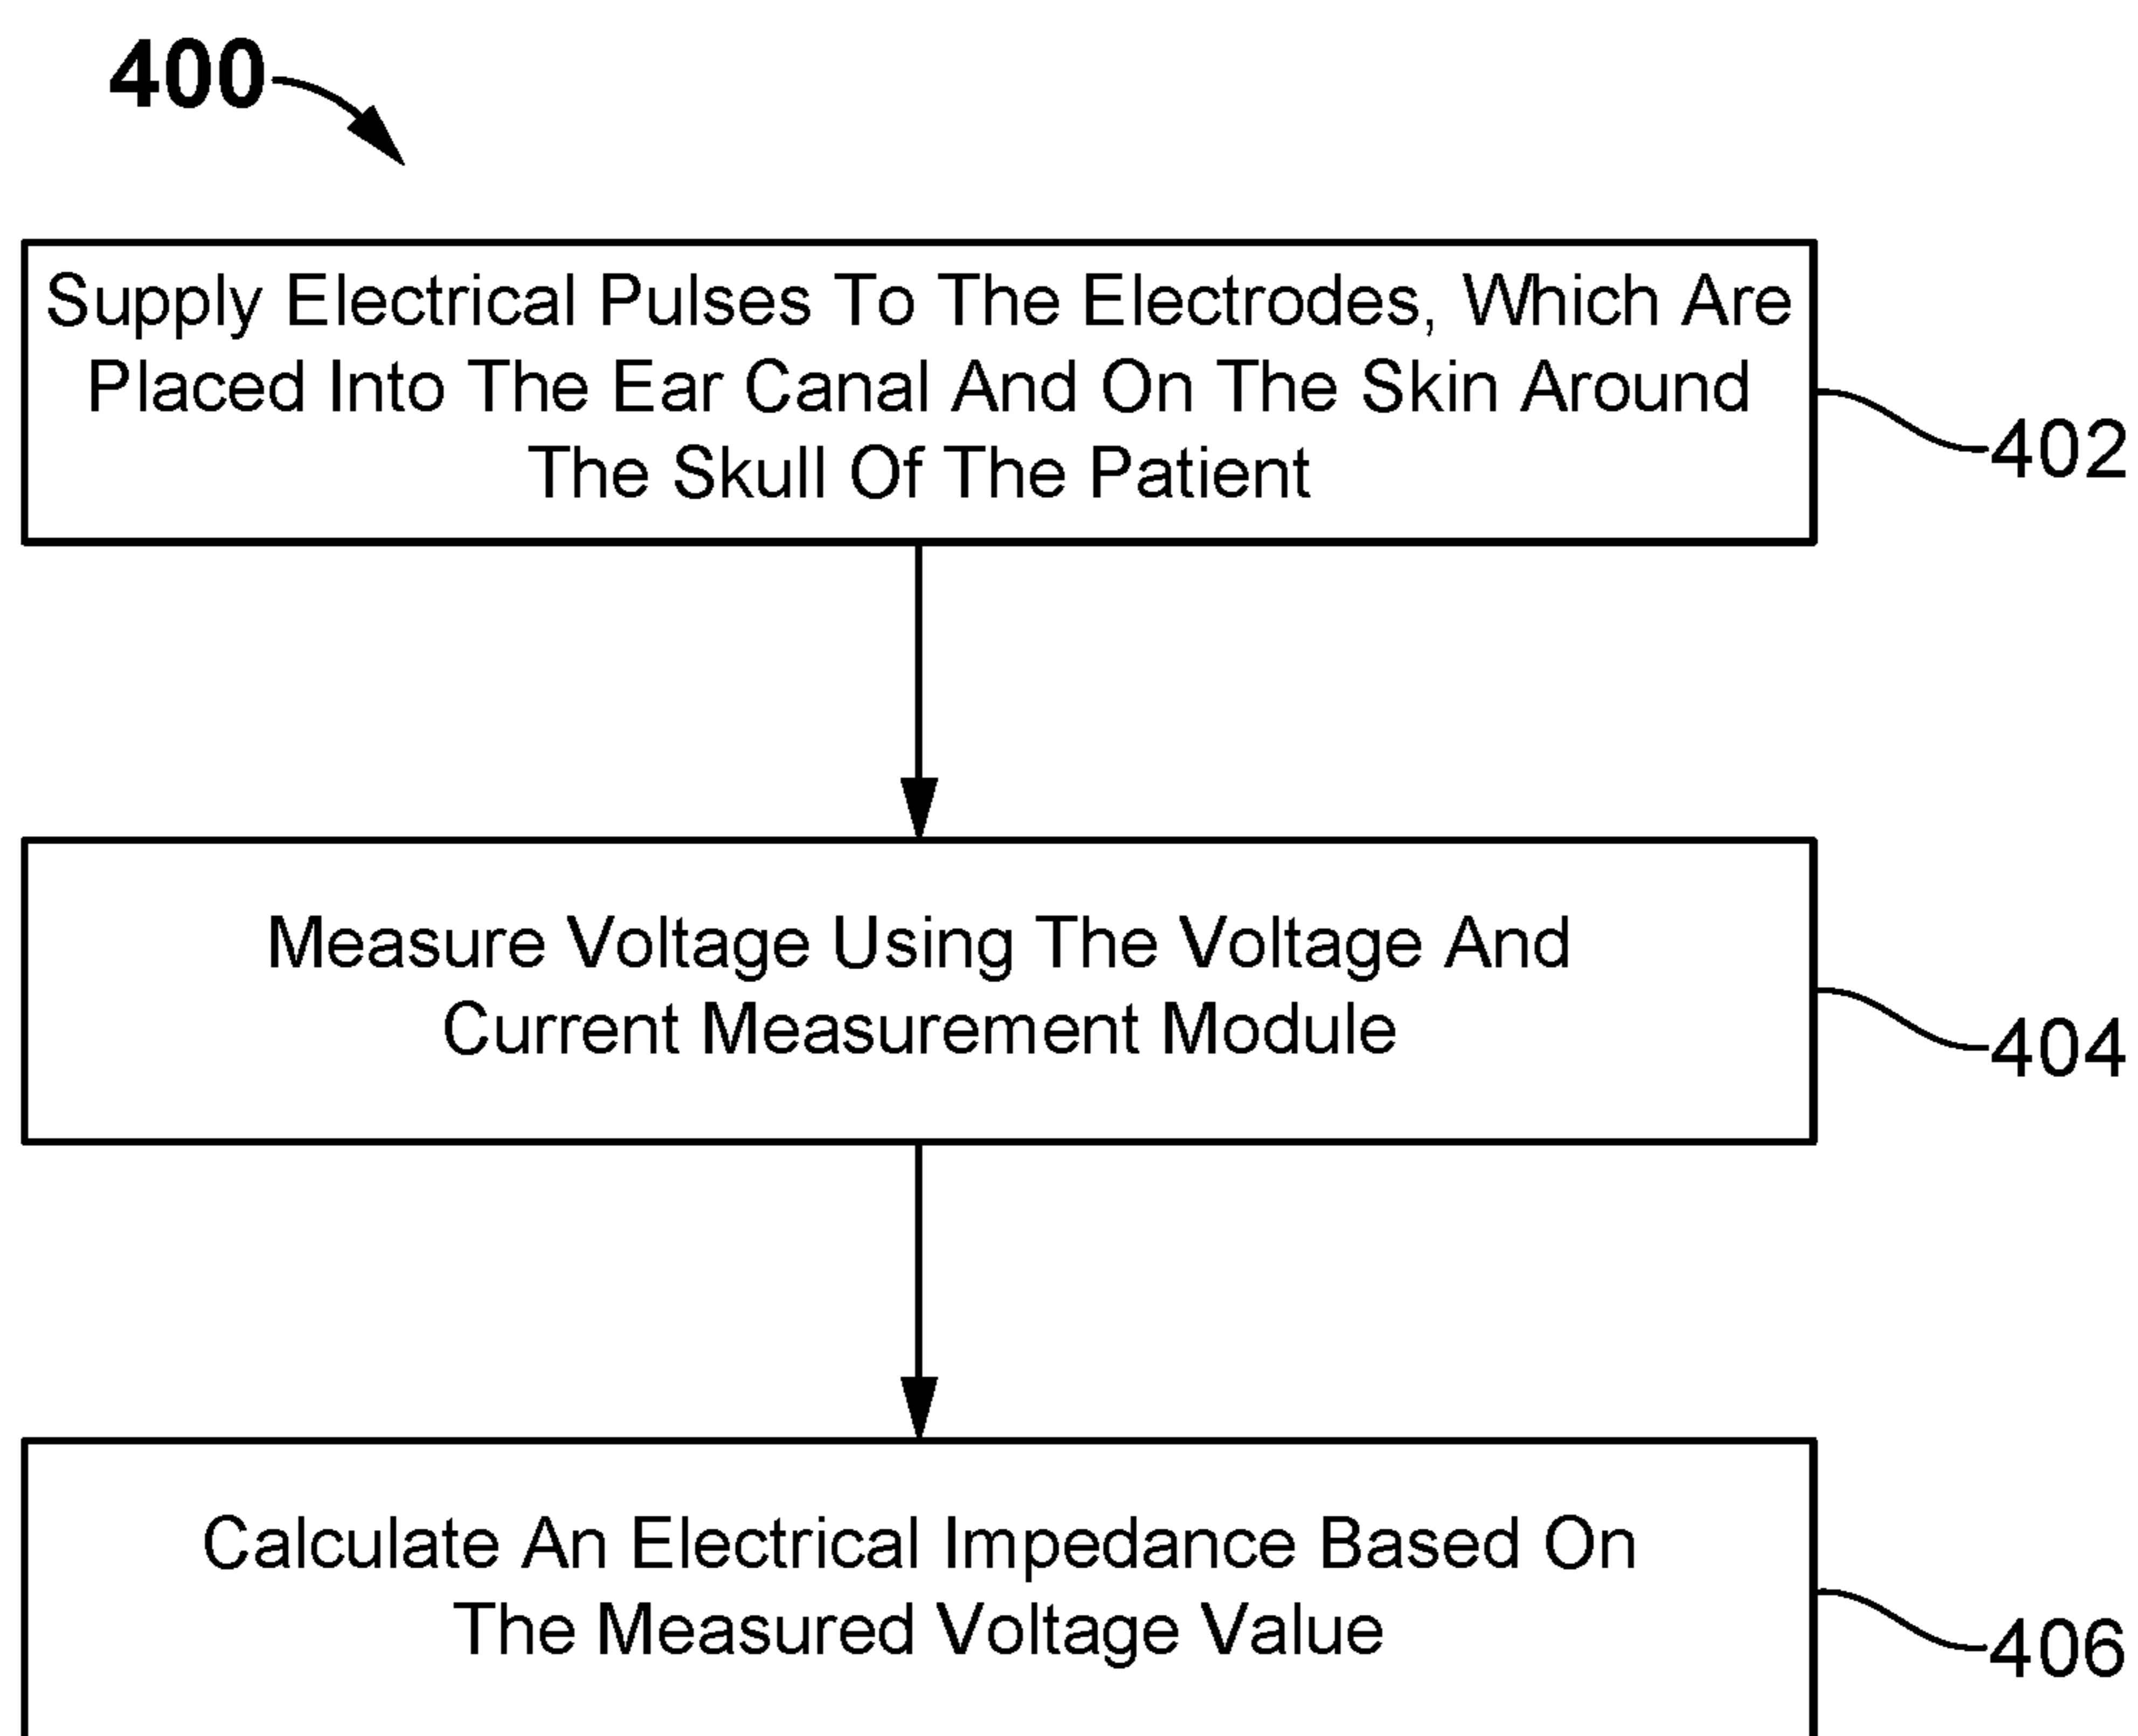 400
Supply Electrical Pulses To The Electrodes, Which Are
Placed Into The Ear Canal And On The Skin Around
The Skull Of The Patient
402
Measure Voltage Using The Voltage And
Current Measurement Module
404
Calculate An Electrical Impedance Based On
The Measured Voltage Value
406